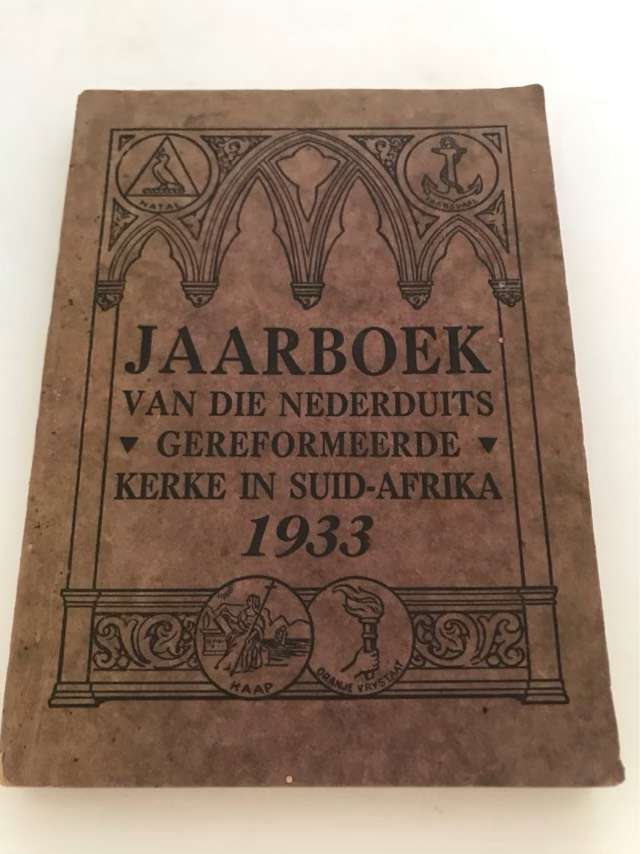 NATAL
TRANSVAAL
JAARBOEK
VAN DIE NEDERDUITS
GEREFORMEERDE
KERKE IN SUID-AFRIKA
1933
KAAP
ORANJE VRYSTAAT